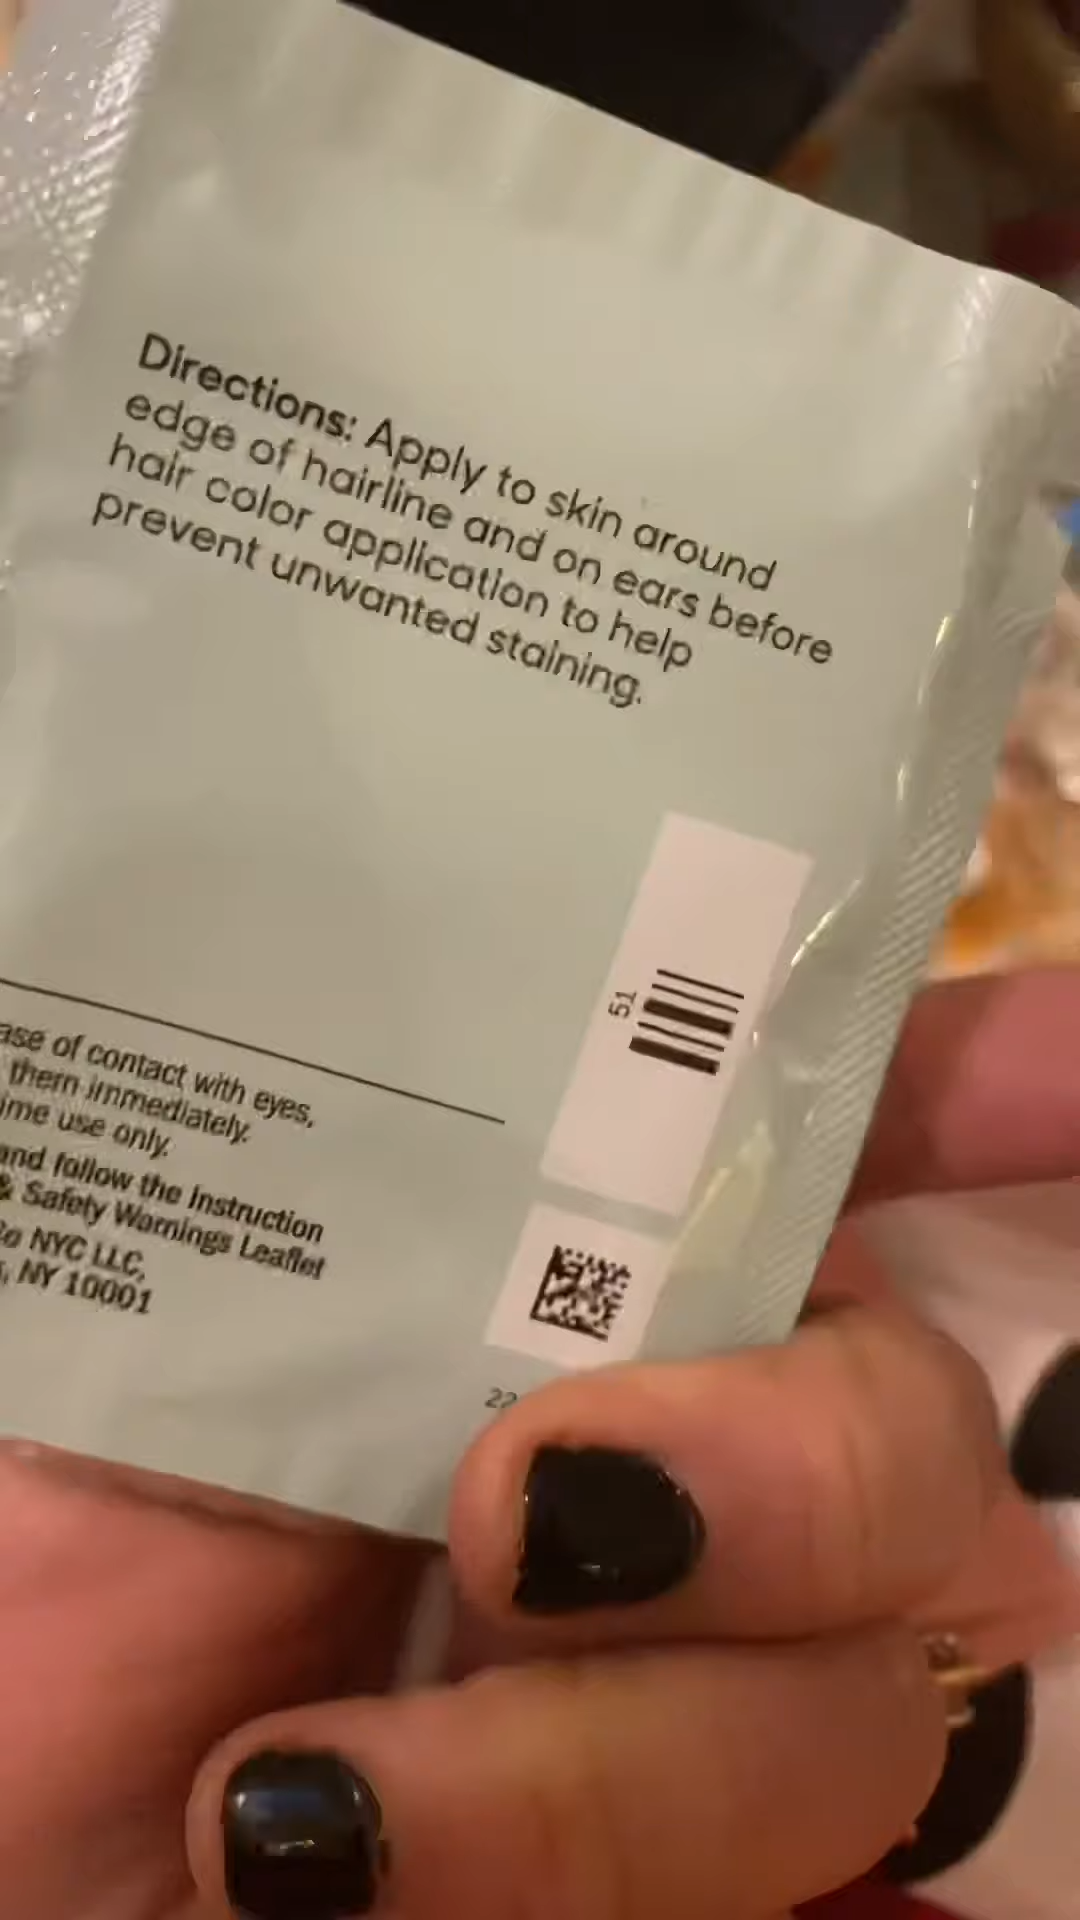 Directions: Apply to skin around
edge of hairline and on ears before
hair color application to help
prevent unwanted staining.
51
of contact with eyes,
them immediately.
use only.
and follow the Instruction
& Safety Warnings Leaflet
NYC LLC,
NY 10001
22